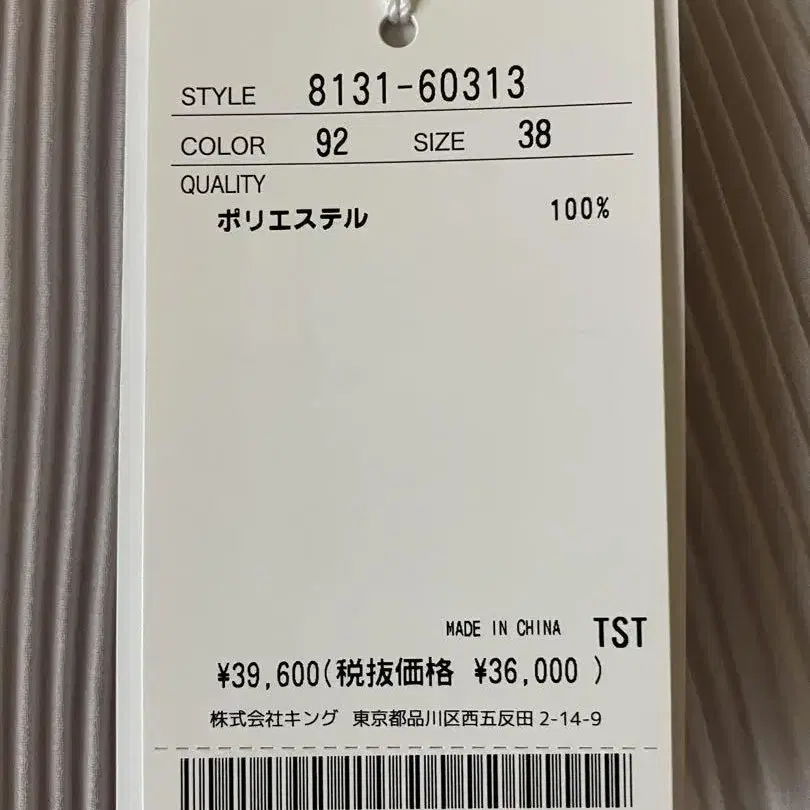 STYLE 8131-60313
COLOR 92 SIZE 38
QUALITY
ポリエステル 100%
MADE IN CHINA TST
¥39,600(税抜価格 ¥36,000 )
株式会社キング 東京都品川区西五反田2-14-9